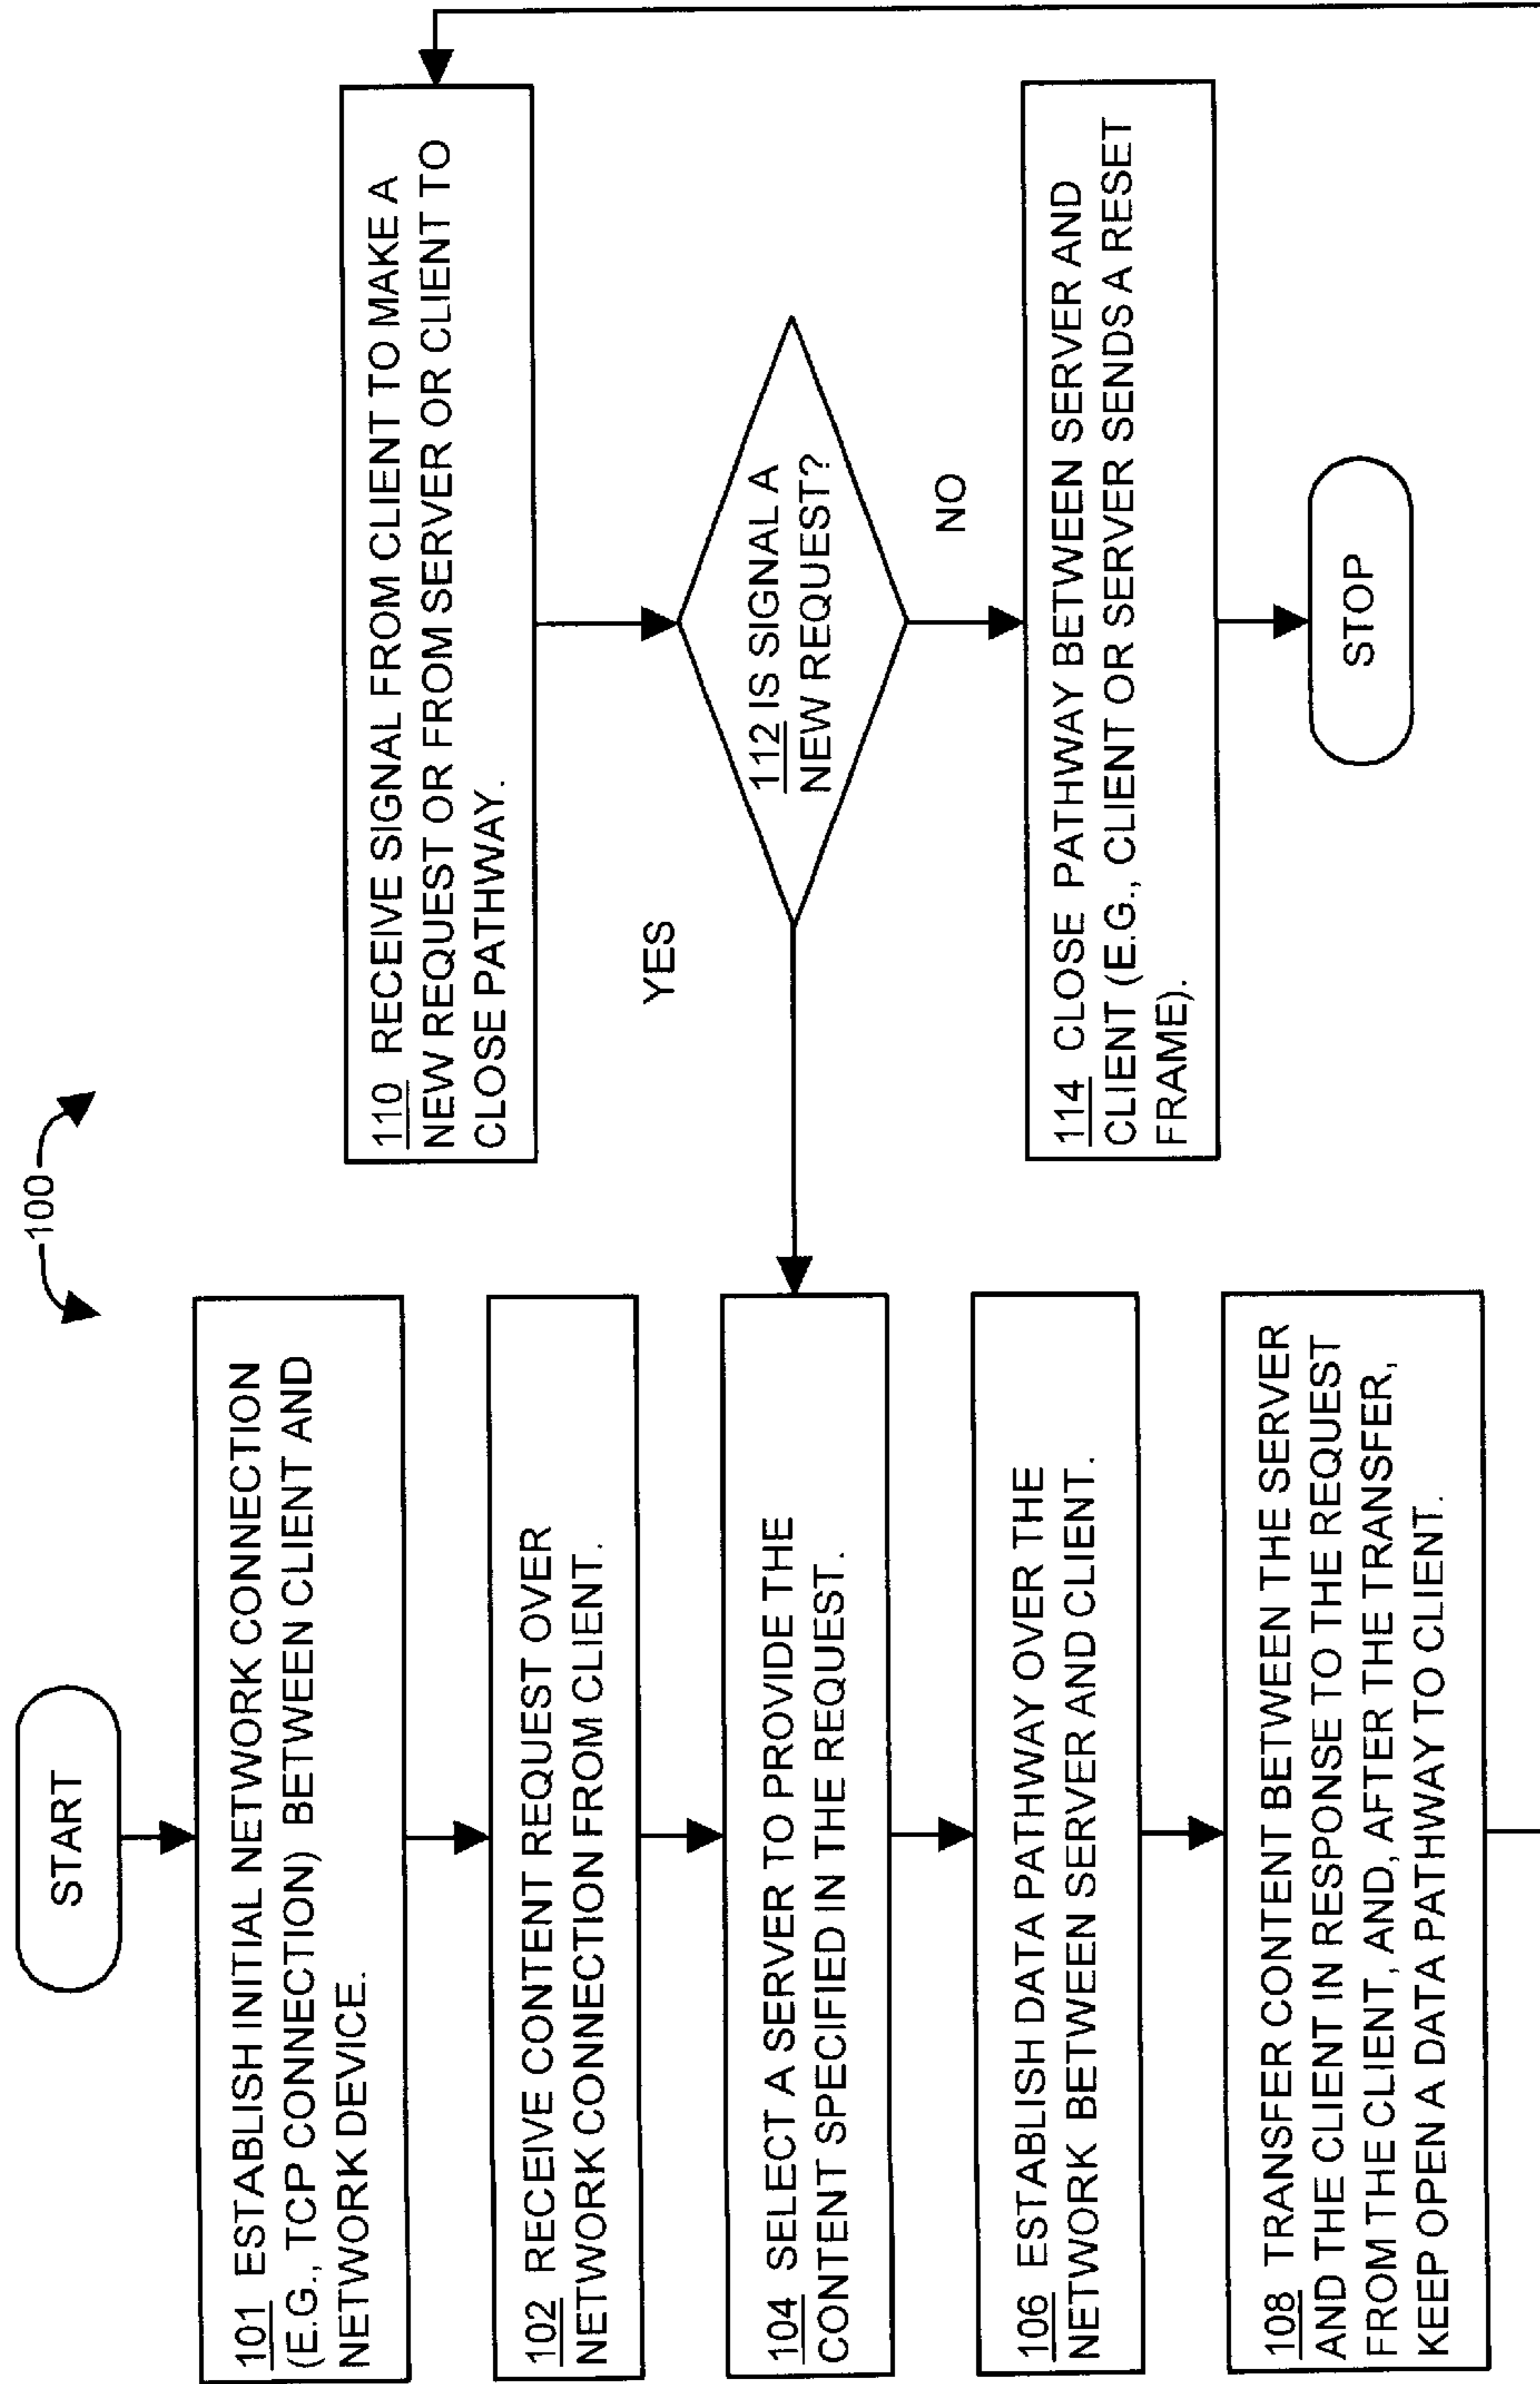 100
START
101 ESTABLISH INITIAL NETWORK CONNECTION
(E.G., TCP CONNECTION) BETWEEN CLIENT AND
NETWORK DEVICE.
102 RECEIVE CONTENT REQUEST OVER
NETWORK CONNECTION FROM CLIENT.
104 SELECT A SERVER TO PROVIDE THE
CONTENT SPECIFIED IN THE REQUEST.
106 ESTABLISH DATA PATHWAY OVER THE
NETWORK BETWEEN SERVER AND CLIENT.
108 TRANSFER CONTENT BETWEEN THE SERVER
AND THE CLIENT IN RESPONSE TO THE REQUEST
FROM THE CLIENT, AND, AFTER THE TRANSFER,
KEEP OPEN A DATA PATHWAY TO CLIENT.
110 RECEIVE SIGNAL FROM CLIENT TO MAKE A
NEW REQUEST OR FROM SERVER OR CLIENT TO
CLOSE PATHWAY.
YES
112 IS SIGNAL A
NEW REQUEST?
NO
114 CLOSE PATHWAY BETWEEN SERVER AND
CLIENT (E.G., CLIENT OR SERVER SENDS A RESET
FRAME).
STOP